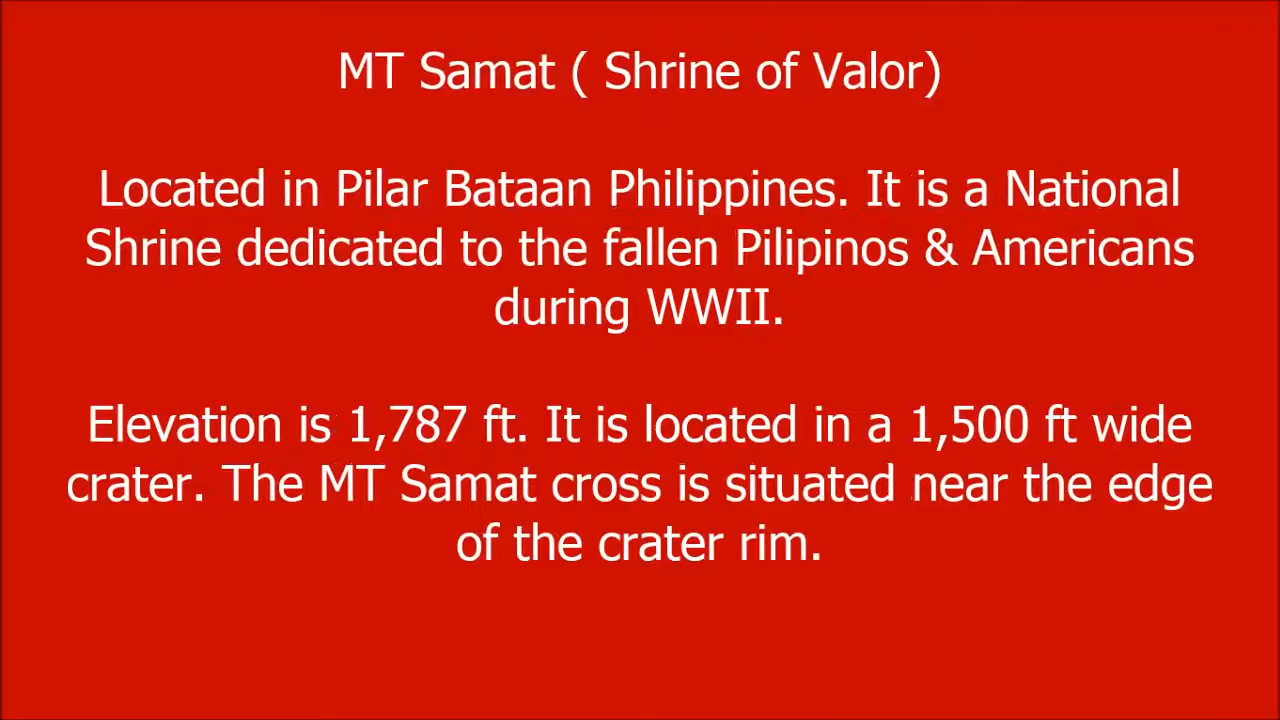 MT Samat ( Shrine of Valor)
Located in Pilar Bataan Philippines. It is a National
Shrine dedicated to the fallen Pilipinos & Americans
during WWII.
Elevation is 1,787 ft. It is located in a 1,500 ft wide
crater. The MT Samat cross is situated near the edge
of the crater rim.